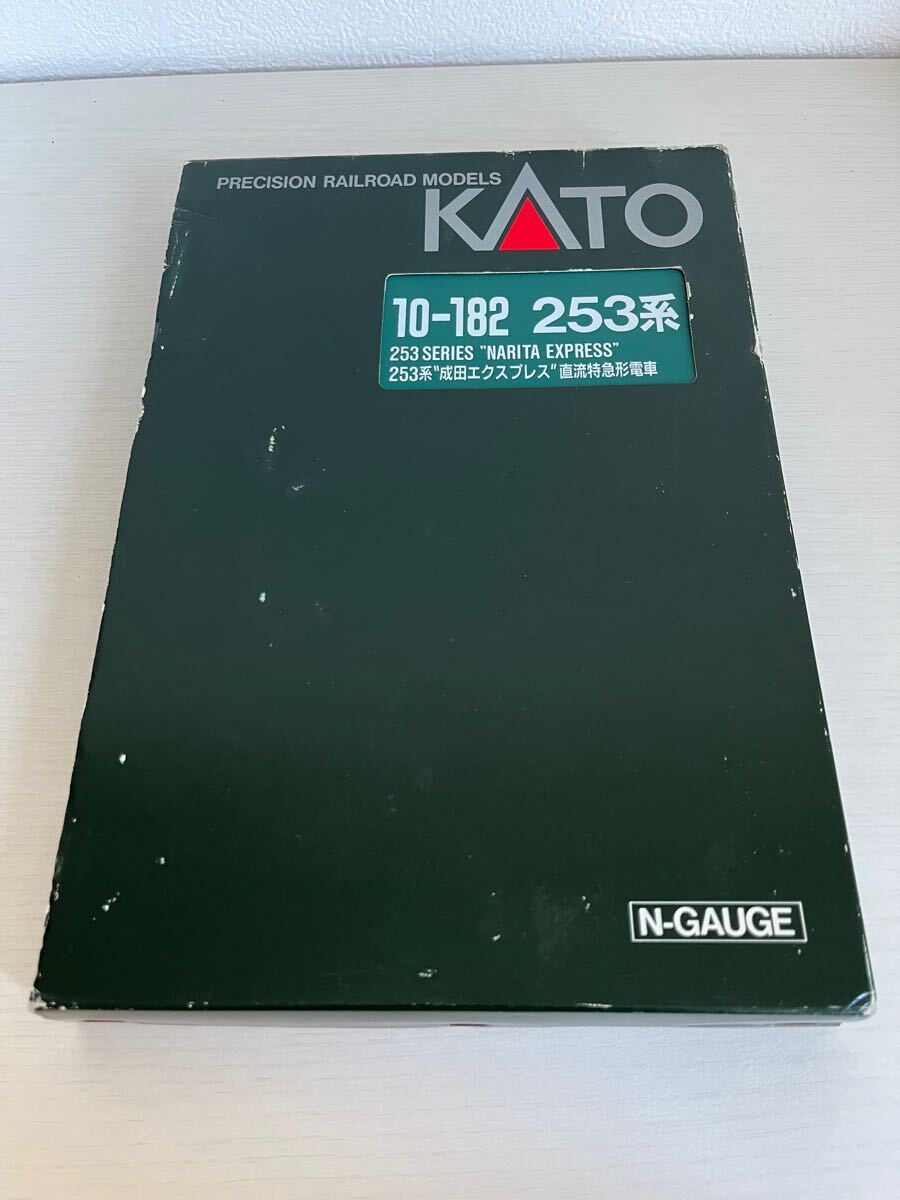 PRECISION RAILROAD MODELS
KATO
10-182 253系
253 SERIES "NARITA EXPRESS"
253系"成田エクスプレス"直流特急形電車
N-GAUGE